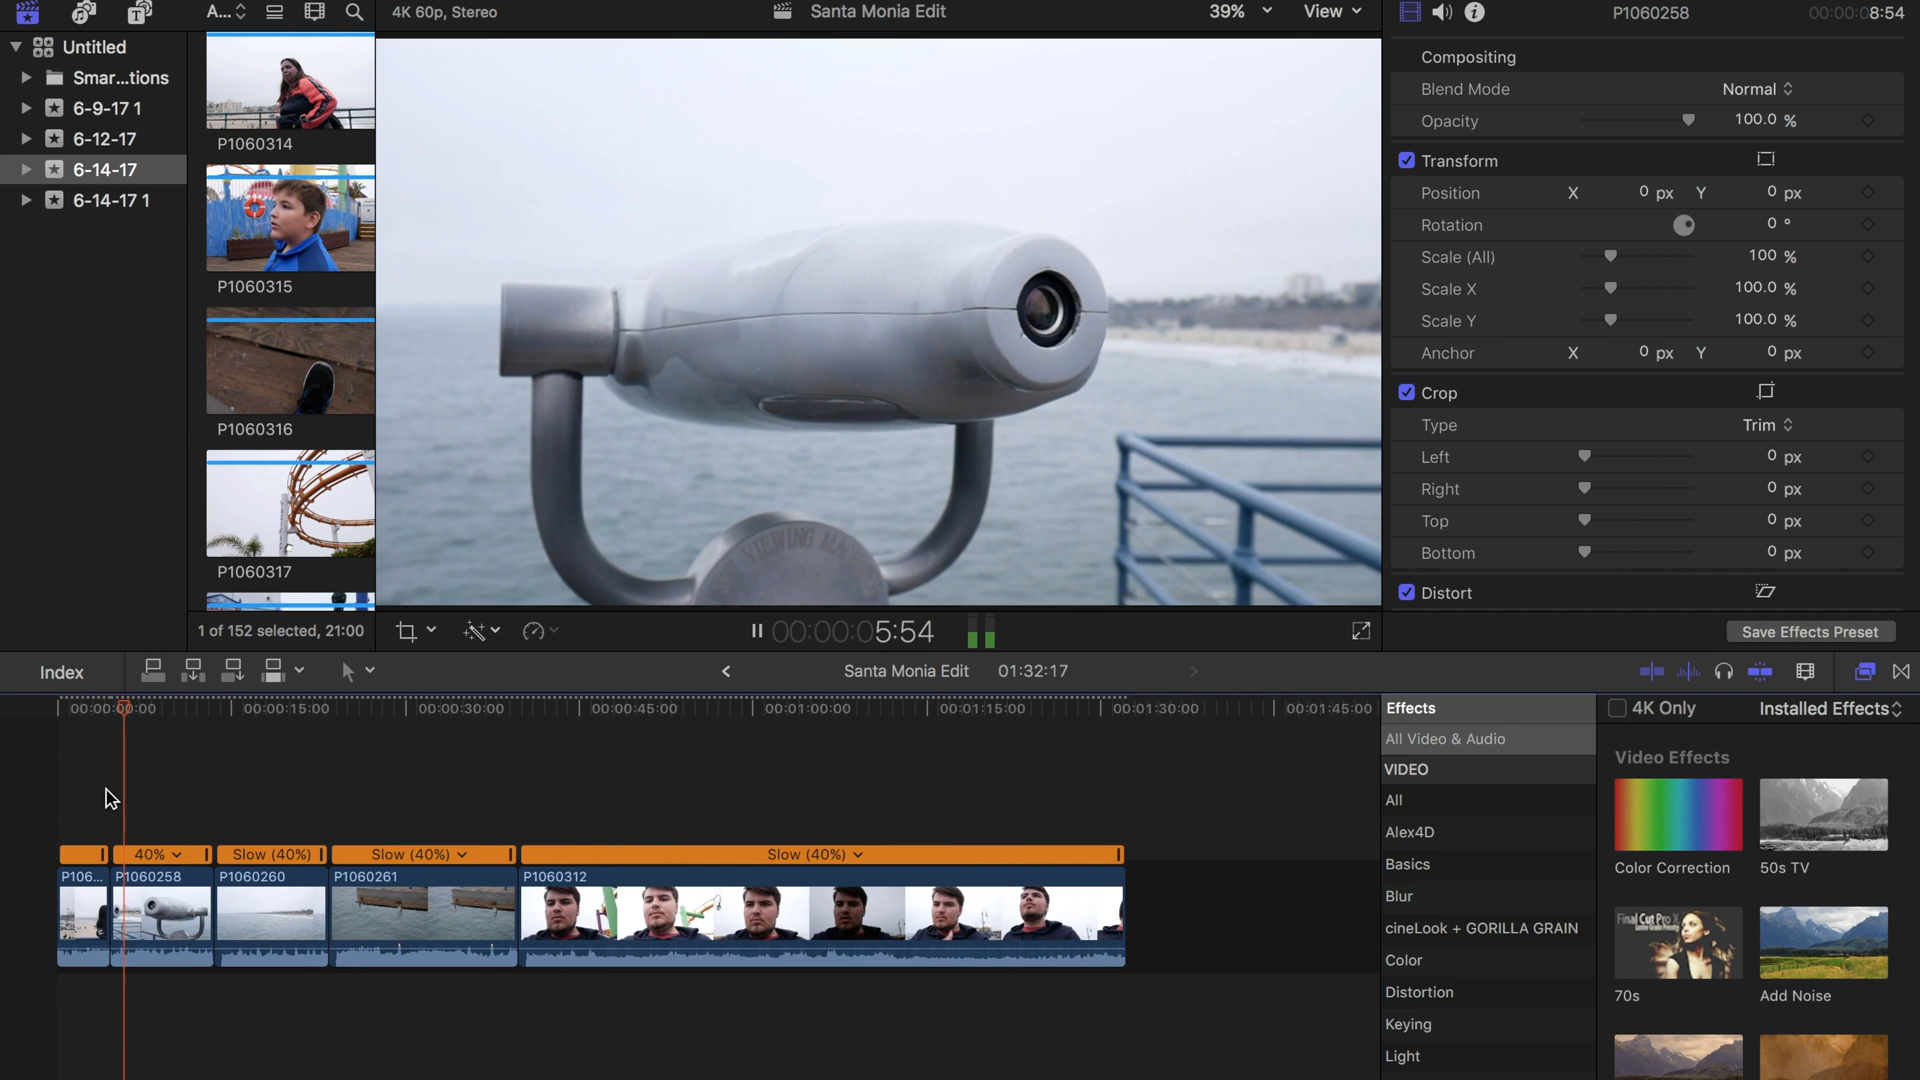 A...
4K 60p, Stereo
Santa Monia Edit
39%
View
P1060258
00:00:08:54
Untitled
Smar...tions
6-9-17 1
6-12-17
6-14-17
6-14-17 1
P1060314
P1060315
P1060316
P1060317
1 of 152 selected, 21:00
VIEWING
00:00:05:54
Compositing
Blend Mode
Normal
Opacity
100.0 %
Transform
Position X 0 px Y 0 px
Rotation 0 °
Scale (All) 100 %
Scale X 100.0 %
Scale Y 100.0 %
Anchor X 0 px Y 0 px
Crop
Type Trim
Left 0 px
Right 0 px
Top 0 px
Bottom 0 px
Distort
Save Effects Preset
Index
Santa Monia Edit 01:32:17
00:00:00:00
00:00:15:00
00:00:30:00
00:00:45:00
00:01:00:00
00:01:15:00
00:01:30:00
00:01:45:00
40%
Slow (40%)
Slow (40%)
Slow (40%)
P106...
P1060258
P1060260
P1060261
P1060312
Effects
All Video & Audio
VIDEO
All
Alex4D
Basics
Blur
cineLook + GORILLA GRAIN
Color
Distortion
Keying
Light
4K Only
Installed Effects
Video Effects
Color Correction
50s TV
Final Cut Pro X
70s
Add Noise